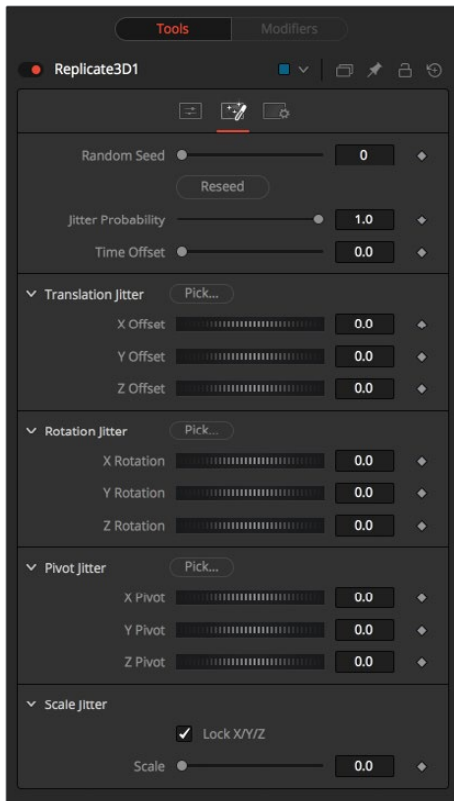 Tools Modifiers
Replicate3D1
Random Seed 0
Reseed
Jitter Probability 1.0
Time Offset 0.0
Translation Jitter Pick...
X Offset 0.0
Y Offset 0.0
Z Offset 0.0
Rotation Jitter Pick...
X Rotation 0.0
Y Rotation 0.0
Z Rotation 0.0
Pivot Jitter Pick...
X Pivot 0.0
Y Pivot 0.0
Z Pivot 0.0
Scale Jitter
Lock X/Y/Z
Scale 0.0